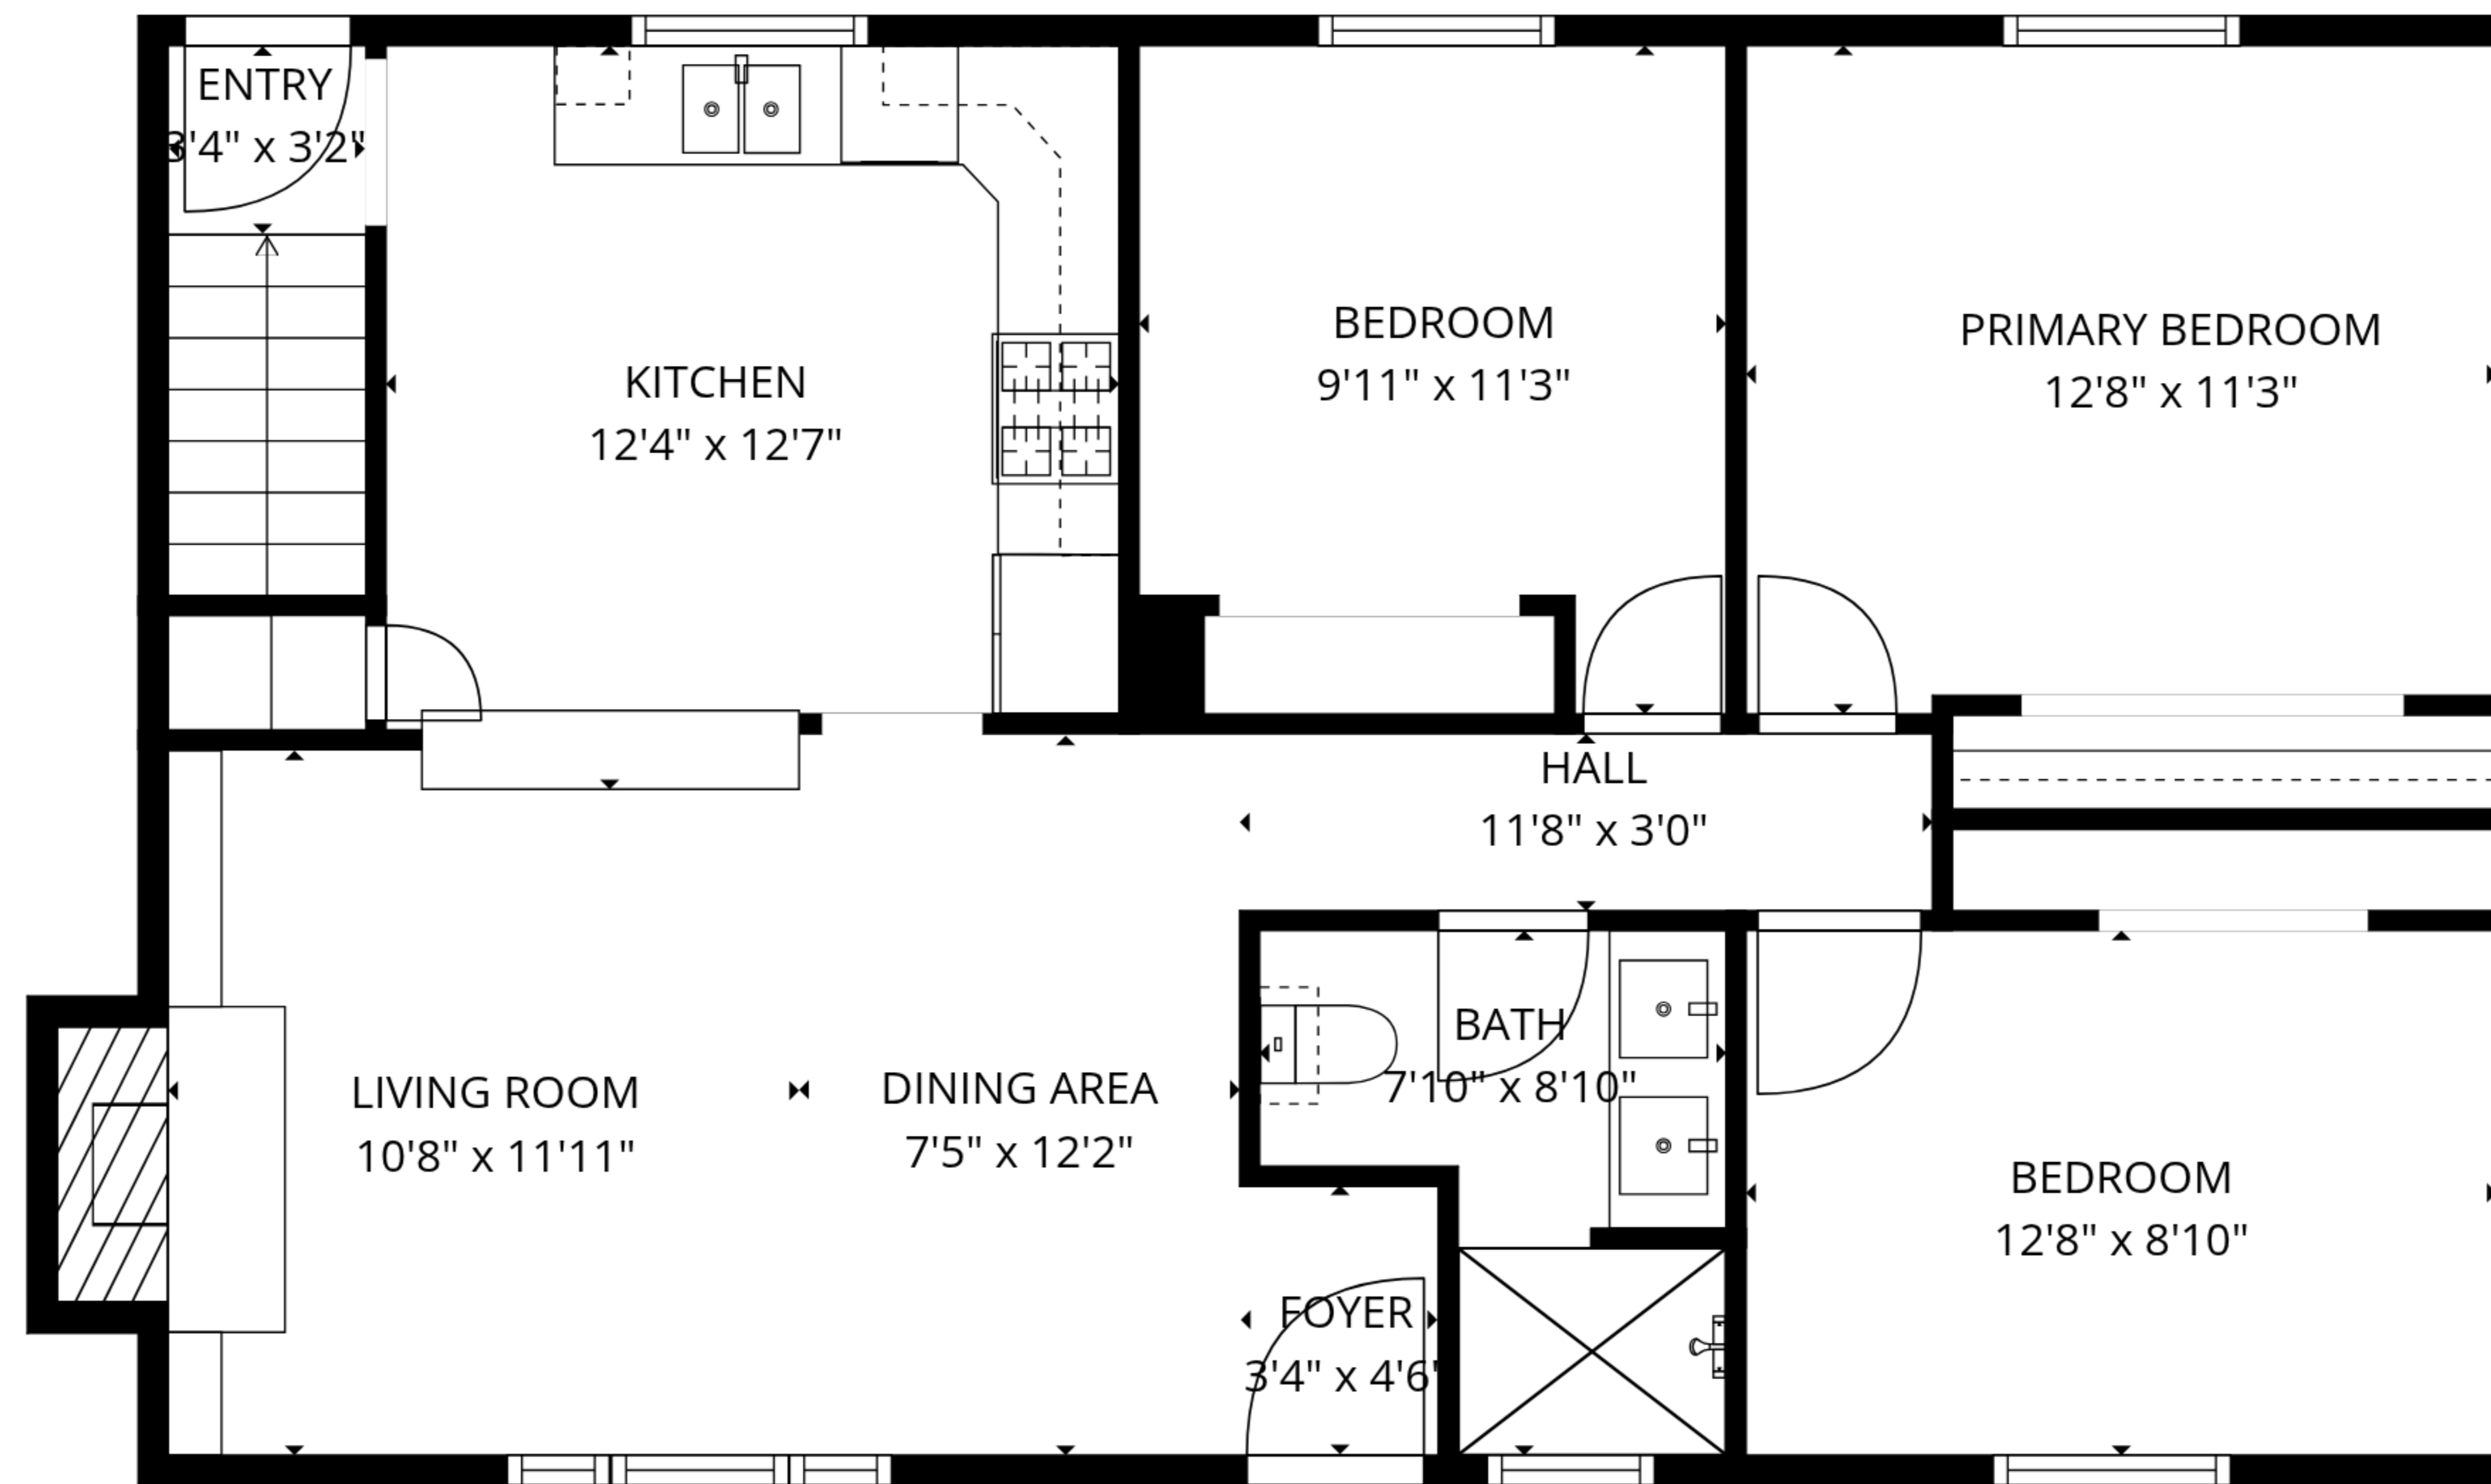 ENTRY
3'4" x 3'2"
KITCHEN
12'4" x 12'7"
BEDROOM
9'11" x 11'3"
PRIMARY BEDROOM
12'8" x 11'3"
HALL
11'8" x 3'0"
LIVING ROOM
10'8" x 11'11"
DINING AREA
7'5" x 12'2"
BATH
7'10" x 8'10"
BEDROOM
12'8" x 8'10"
FOYER
3'4" x 4'6"